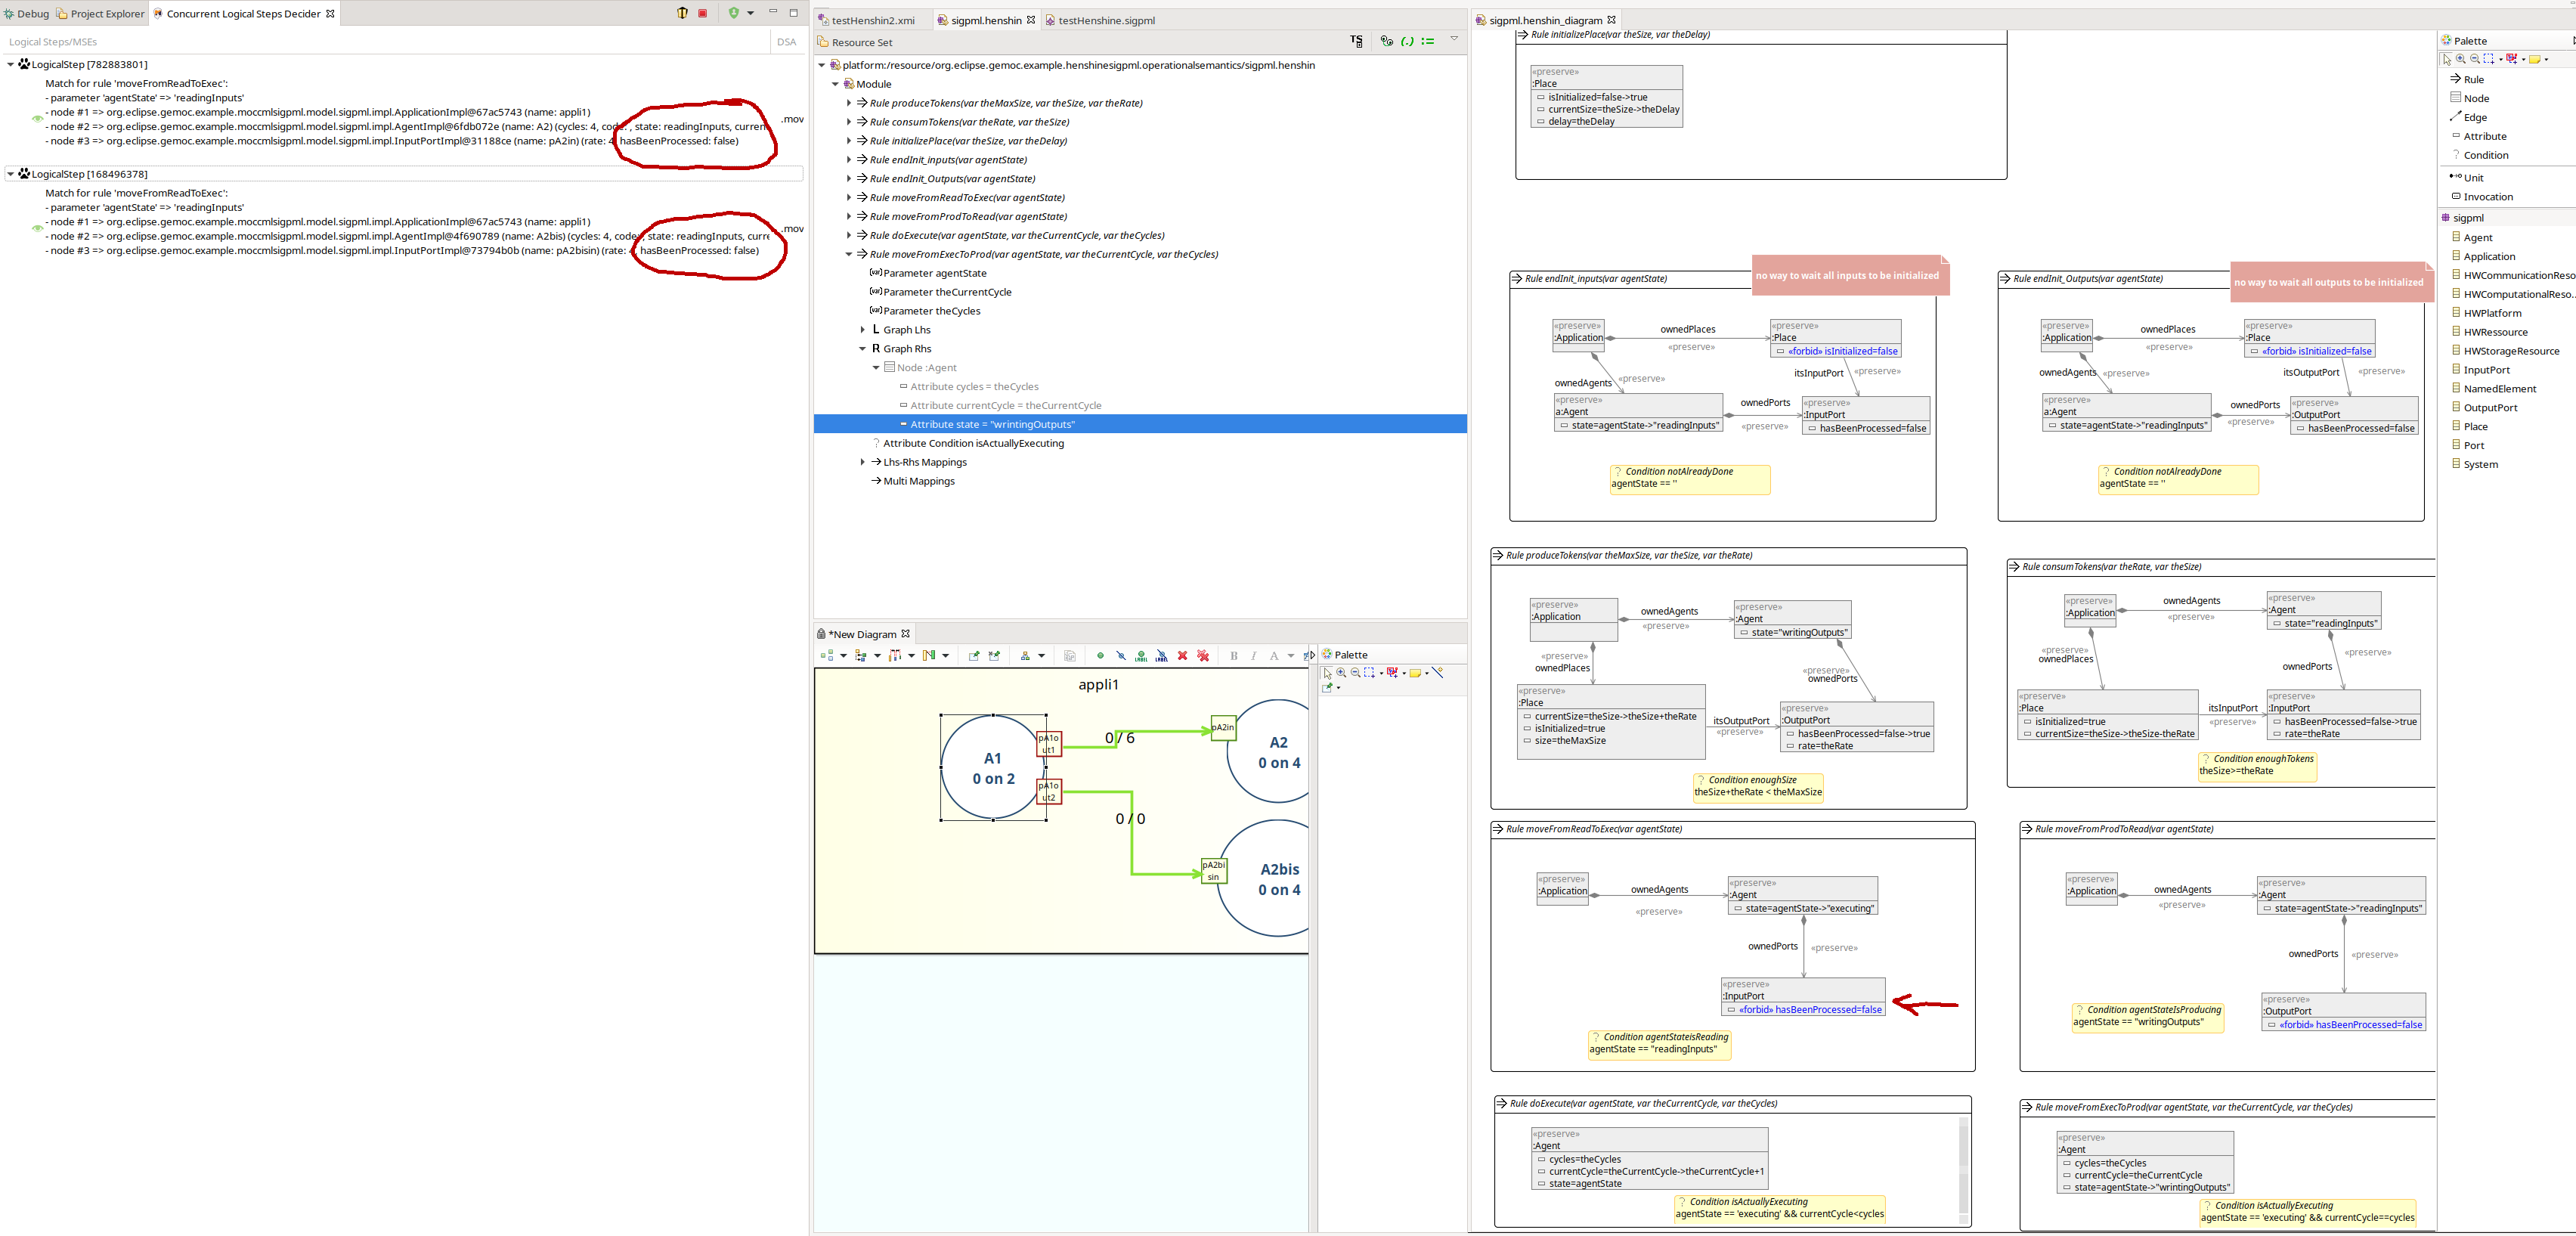 Debug
Project Explorer
Concurrent Logical Steps Decider
Logical Steps/MSEs
DSA
LogicalStep [782883801]
Match for rule 'moveFromReadToExec':
- parameter 'agentState' => 'readingInputs'
- node #1 => org.eclipse.gemoc.example.moccmlsigpml.model.sigpml.impl.ApplicationImpl@67ac5743 (name: appli1)
- node #2 => org.eclipse.gemoc.example.moccmlsigpml.model.sigpml.impl.AgentImpl@6fdb072e (name: A2) (cycles: 4, code: , state: readingInputs, curren
- node #3 => org.eclipse.gemoc.example.moccmlsigpml.model.sigpml.impl.InputPortImpl@31188ce (name: pA2in) (rate: 4, hasBeenProcessed: false)
.mov
LogicalStep [168496378]
Match for rule 'moveFromReadToExec':
- parameter 'agentState' => 'readingInputs'
- node #1 => org.eclipse.gemoc.example.moccmlsigpml.model.sigpml.impl.ApplicationImpl@67ac5743 (name: appli1)
- node #2 => org.eclipse.gemoc.example.moccmlsigpml.model.sigpml.impl.AgentImpl@4f690789 (name: A2bis) (cycles: 4, code: , state: readingInputs, curre
- node #3 => org.eclipse.gemoc.example.moccmlsigpml.model.sigpml.impl.InputPortImpl@73794b0b (name: pA2bisin) (rate: hasBeenProcessed: false)
.mov
testHenshin2.xmi
sigpml.henshin
testHenshine.sigpml
Resource Set
platform:/resource/org.eclipse.gemoc.example.henshinesigpml.operationalsemantics/sigpml.henshin
Module
Rule produceTokens(var theMaxSize, var theSize, var theRate)
Rule consumTokens(var theRate, var theSize)
Rule initializePlace(var theSize, var theDelay)
Rule endInit_inputs(var agentState)
Rule endInit_Outputs(var agentState)
Rule moveFromReadToExec(var agentState)
Rule moveFromProdToRead(var agentState)
Rule doExecute(var agentState, var theCurrentCycle, var theCycles)
Rule moveFromExecToProd(var agentState, var theCurrentCycle, var theCycles)
Parameter agentState
Parameter theCurrentCycle
Parameter theCycles
Graph Lhs
Graph Rhs
Node :Agent
Attribute cycles = theCycles
Attribute currentCycle = theCurrentCycle
Attribute state = "wrintingOutputs"
Attribute Condition isActuallyExecuting
Lhs-Rhs Mappings
Multi Mappings
*New Diagram
Palette
appli1
A1
0 on 2
pA1o
ut1
pA1o
ut2
0 / 6
0 / 0
pA2in
A2
0 on 4
pA2bi
sin
A2bis
0 on 4
sigpml.henshin_diagram
Rule initializePlace(var theSize, var theDelay)
«preserve»
:Place
isInitialized=false->true
currentSize=theSize->theDelay
delay=theDelay
Rule endInit_inputs(var agentState)
no way to wait all inputs to be initialized
«preserve»
:Application
ownedPlaces
«preserve»
«preserve»
:Place
«forbid» isInitialized=false
ownedAgents
«preserve»
itsInputPort
«preserve»
«preserve»
a:Agent
state=agentState->"readingInputs"
ownedPorts
«preserve»
«preserve»
:InputPort
hasBeenProcessed=false
Condition notAlreadyDone
agentState == ''
Rule endInit_Outputs(var agentState)
no way to wait all outputs to be initialized
«preserve»
:Application
ownedPlaces
«preserve»
«preserve»
:Place
«forbid» isInitialized=false
ownedAgents
«preserve»
itsOutputPort
«preserve»
«preserve»
a:Agent
state=agentState->"readingInputs"
ownedPorts
«preserve»
«preserve»
:OutputPort
hasBeenProcessed=false
Condition notAlreadyDone
agentState == ''
Rule produceTokens(var theMaxSize, var theSize, var theRate)
«preserve»
:Application
ownedAgents
«preserve»
«preserve»
:Agent
state="writingOutputs"
«preserve»
ownedPlaces
«preserve»
ownedPorts
«preserve»
:Place
currentSize=theSize->theSize+theRate
isInitialized=true
size=theMaxSize
itsOutputPort
«preserve»
«preserve»
:OutputPort
hasBeenProcessed=false->true
rate=theRate
Condition enoughSize
theSize+theRate < theMaxSize
Rule consumTokens(var theRate, var theSize)
«preserve»
:Application
ownedAgents
«preserve»
«preserve»
:Agent
state="readingInputs"
«preserve»
ownedPlaces
«preserve»
ownedPorts
«preserve»
:Place
isInitialized=true
currentSize=theSize->theSize-theRate
itsInputPort
«preserve»
«preserve»
:InputPort
hasBeenProcessed=false->true
rate=theRate
Condition enoughTokens
theSize>=theRate
Rule moveFromReadToExec(var agentState)
«preserve»
:Application
ownedAgents
«preserve»
«preserve»
:Agent
state=agentState->"executing"
ownedPorts
«preserve»
«preserve»
:InputPort
«forbid» hasBeenProcessed=false
Condition agentStateisReading
agentState == "readingInputs"
Rule moveFromProdToRead(var agentState)
«preserve»
:Application
ownedAgents
«preserve»
«preserve»
:Agent
state=agentState->"readingInputs"
ownedPorts
«preserve»
«preserve»
:OutputPort
«forbid» hasBeenProcessed=false
Condition agentStateIsProducing
agentState == "writingOutputs"
Rule doExecute(var agentState, var theCurrentCycle, var theCycles)
«preserve»
:Agent
cycles=theCycles
currentCycle=theCurrentCycle->theCurrentCycle+1
state=agentState
Condition isActuallyExecuting
agentState == 'executing' && currentCycle<cycles
Rule moveFromExecToProd(var agentState, var theCurrentCycle, var theCycles)
«preserve»
:Agent
cycles=theCycles
currentCycle=theCurrentCycle
state=agentState->"wrintingOutputs"
Condition isActuallyExecuting
agentState == 'executing' && currentCycle==cycles
Palette
Rule
Node
Edge
Attribute
Condition
Unit
Invocation
sigpml
Agent
Application
HWCommunicationReso
HWComputationalReso...
HWPlatform
HWRessource
HWStorageResource
InputPort
NamedElement
OutputPort
Place
Port
System